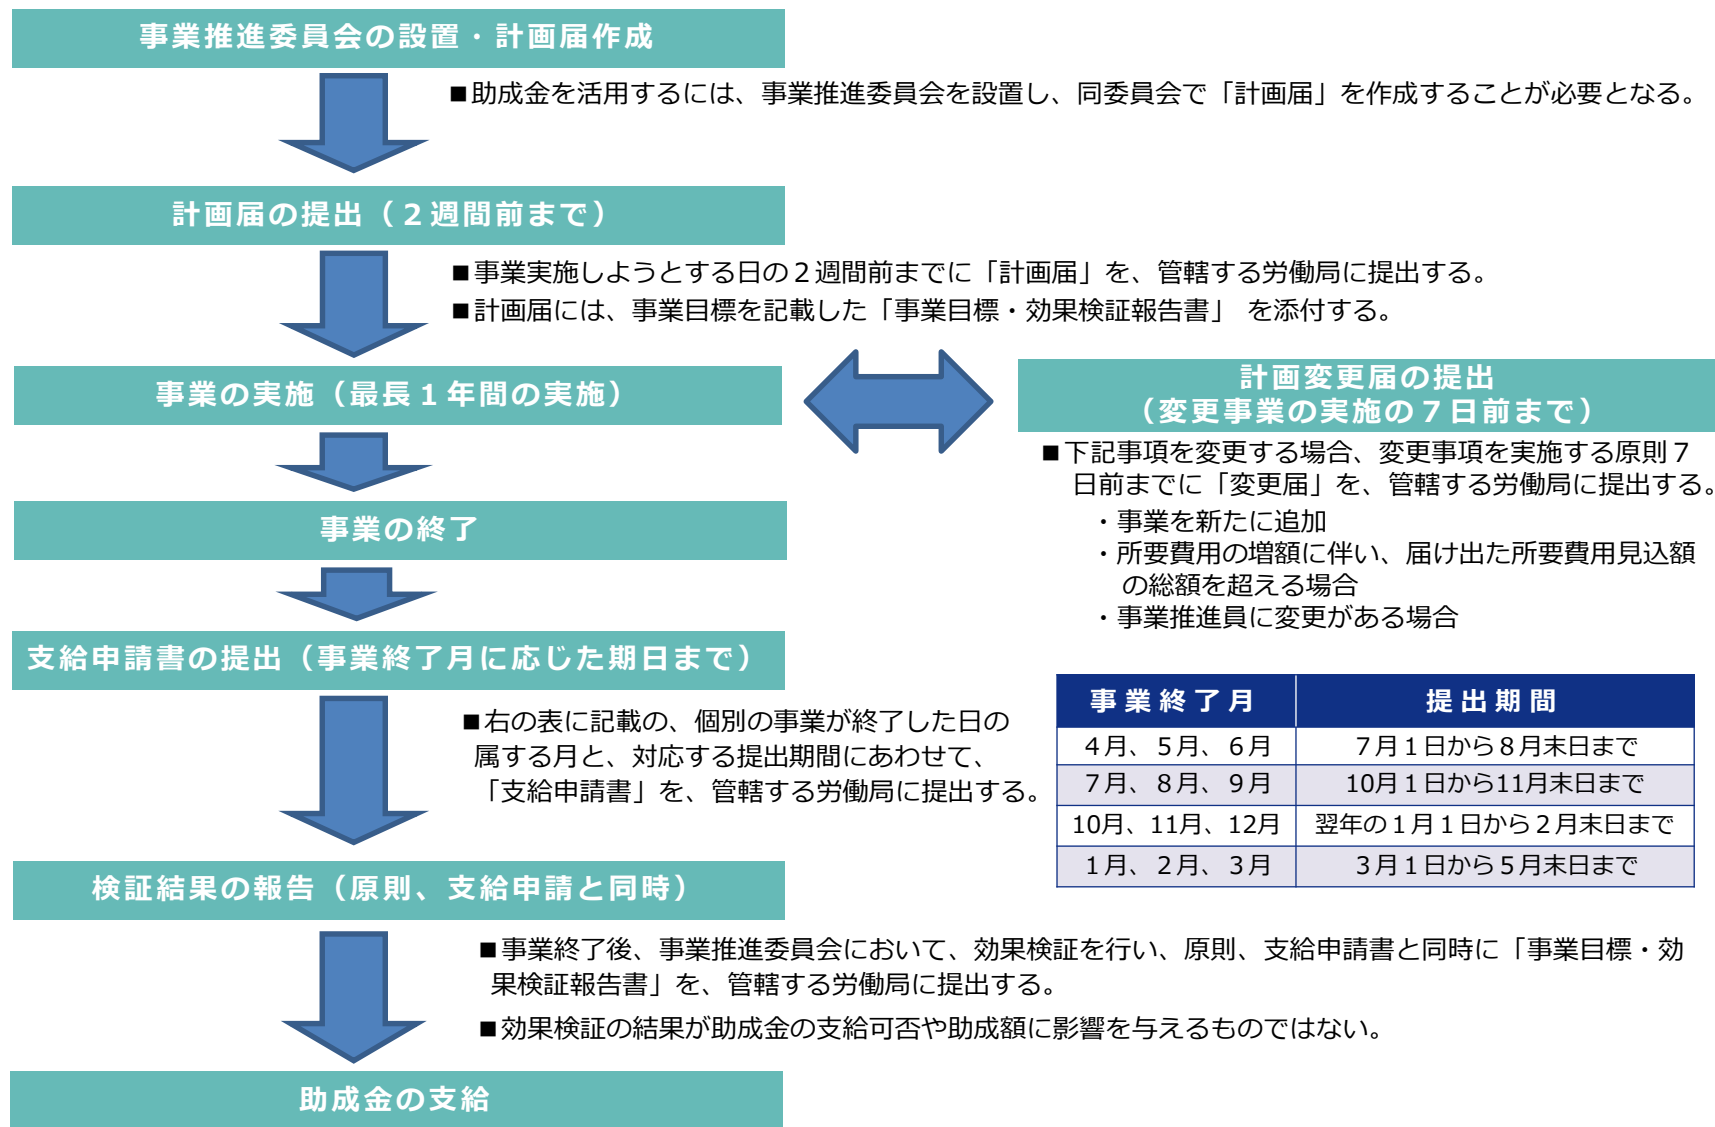 事業推進委員会の設置・計画届作成
■助成金を活用するには、事業推進委員会を設置し、同委員会で「計画届」を作成することが必要となる。
計画届の提出（２週間前まで）
■事業実施しようとする日の２週間前までに「計画届」を、管轄する労働局に提出する。
■計画届には、事業目標を記載した「事業目標・効果検証報告書」 を添付する。
事業の実施（最長１年間の実施）
計画変更届の提出
（変更事業の実施の７日前まで）
■下記事項を変更する場合、変更事項を実施する原則７
日前までに「変更届」を、管轄する労働局に提出する。
・事業を新たに追加
・所要費用の増額に伴い、届け出た所要費用見込額
の総額を超える場合
・事業推進員に変更がある場合
事業の終了
支給申請書の提出（事業終了月に応じた期日まで）
■右の表に記載の、個別の事業が終了した日の
属する月と、対応する提出期間にあわせて、
「支給申請書」を、管轄する労働局に提出する。
事業終了月 提出期間
４月、５月、６月 ７月１日から８月末日まで
７月、８月、９月 10月１日から11月末日まで
10月、11月、12月 翌年の１月１日から２月末日まで
１月、２月、３月 ３月１日から５月末日まで
検証結果の報告（原則、支給申請と同時）
■事業終了後、事業推進委員会において、効果検証を行い、原則、支給申請書と同時に「事業目標・効
果検証報告書」を、管轄する労働局に提出する。
■効果検証の結果が助成金の支給可否や助成額に影響を与えるものではない。
助成金の支給